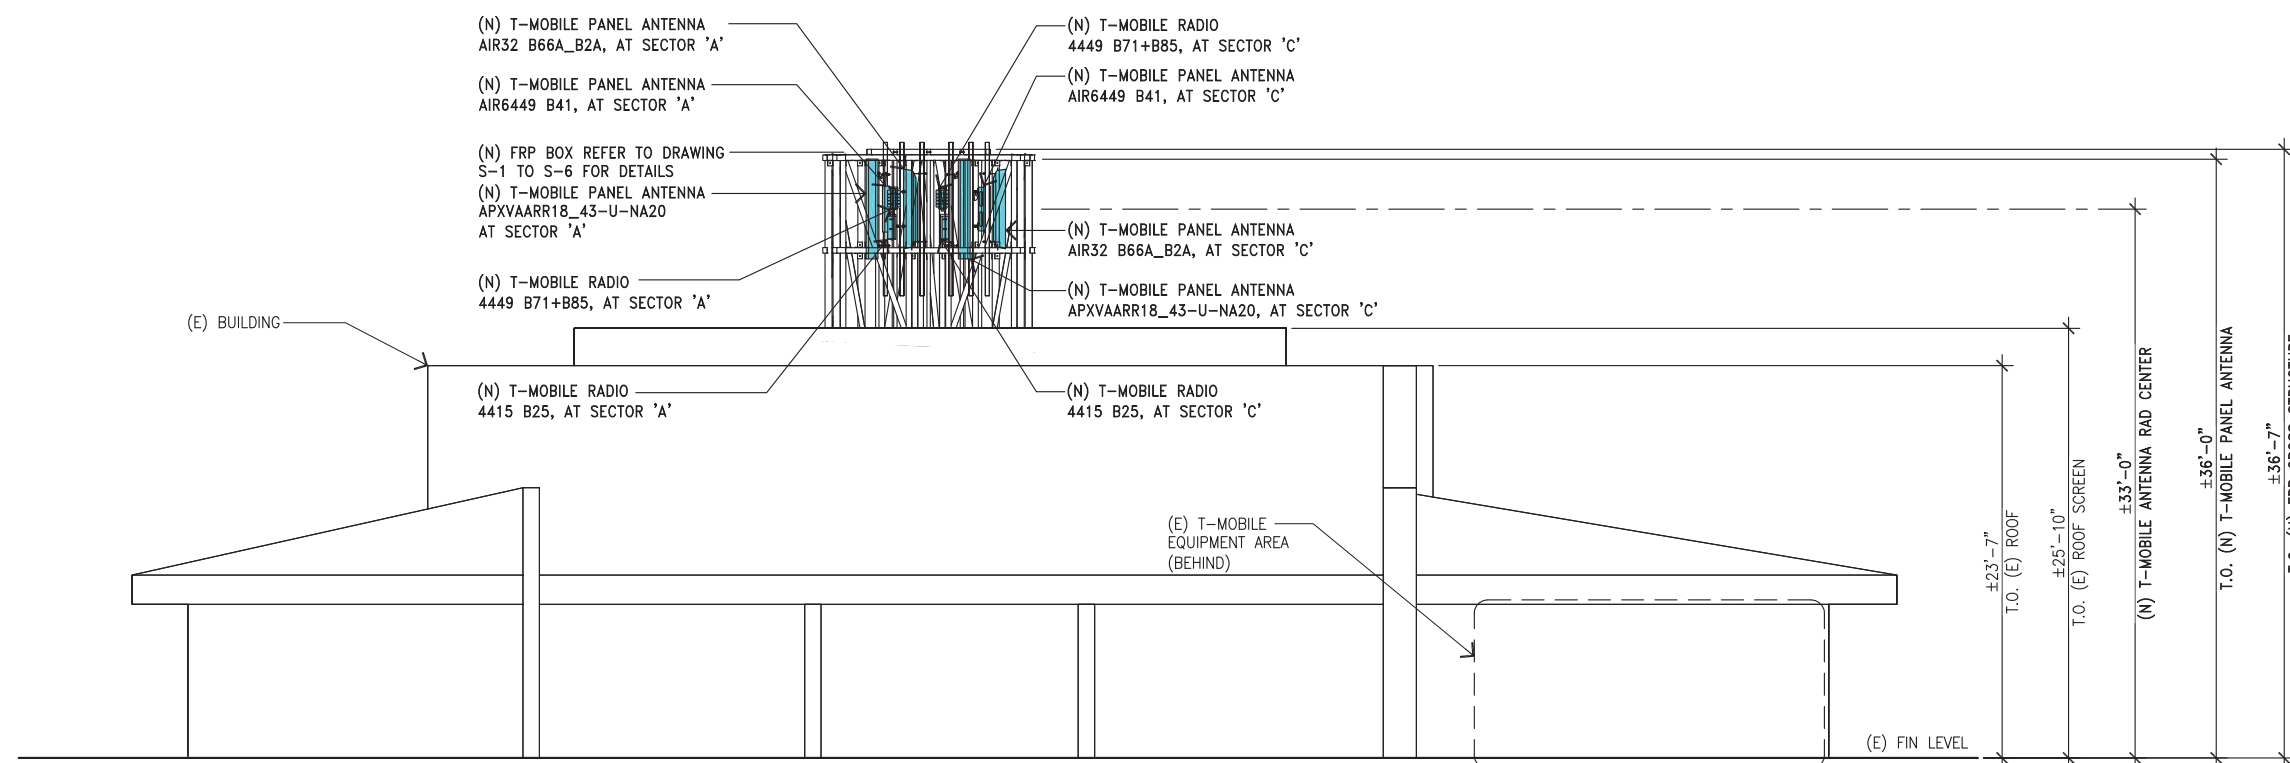 (N) T-MOBILE PANEL ANTENNA
AIR32 B66A_B2A, AT SECTOR 'A'
(N) T-MOBILE PANEL ANTENNA
AIR6449 B41, AT SECTOR 'A'
(N) FRP BOX REFER TO DRAWING
S-1 TO S-6 FOR DETAILS
(N) T-MOBILE PANEL ANTENNA
APXVAARR18_43-U-NA20
AT SECTOR 'A'
(N) T-MOBILE RADIO
4449 B71+B85, AT SECTOR 'A'
(E) BUILDING
(N) T-MOBILE RADIO
4415 B25, AT SECTOR 'A'
(N) T-MOBILE RADIO
4449 B71+B85, AT SECTOR 'C'
(N) T-MOBILE PANEL ANTENNA
AIR6449 B41, AT SECTOR 'C'
(N) T-MOBILE PANEL ANTENNA
AIR32 B66A_B2A, AT SECTOR 'C'
(N) T-MOBILE PANEL ANTENNA
APXVAARR18_43-U-NA20, AT SECTOR 'C'
(N) T-MOBILE RADIO
4415 B25, AT SECTOR 'C'
(E) T-MOBILE
EQUIPMENT AREA
(BEHIND)
(E) FIN LEVEL
±23'-7"
T.O. (E) ROOF
±25'-10"
T.O. (E) ROOF SCREEN
±33'-0"
(N) T-MOBILE ANTENNA RAD CENTER
±36'-0"
T.O. (N) T-MOBILE PANEL ANTENNA
±36'-7"